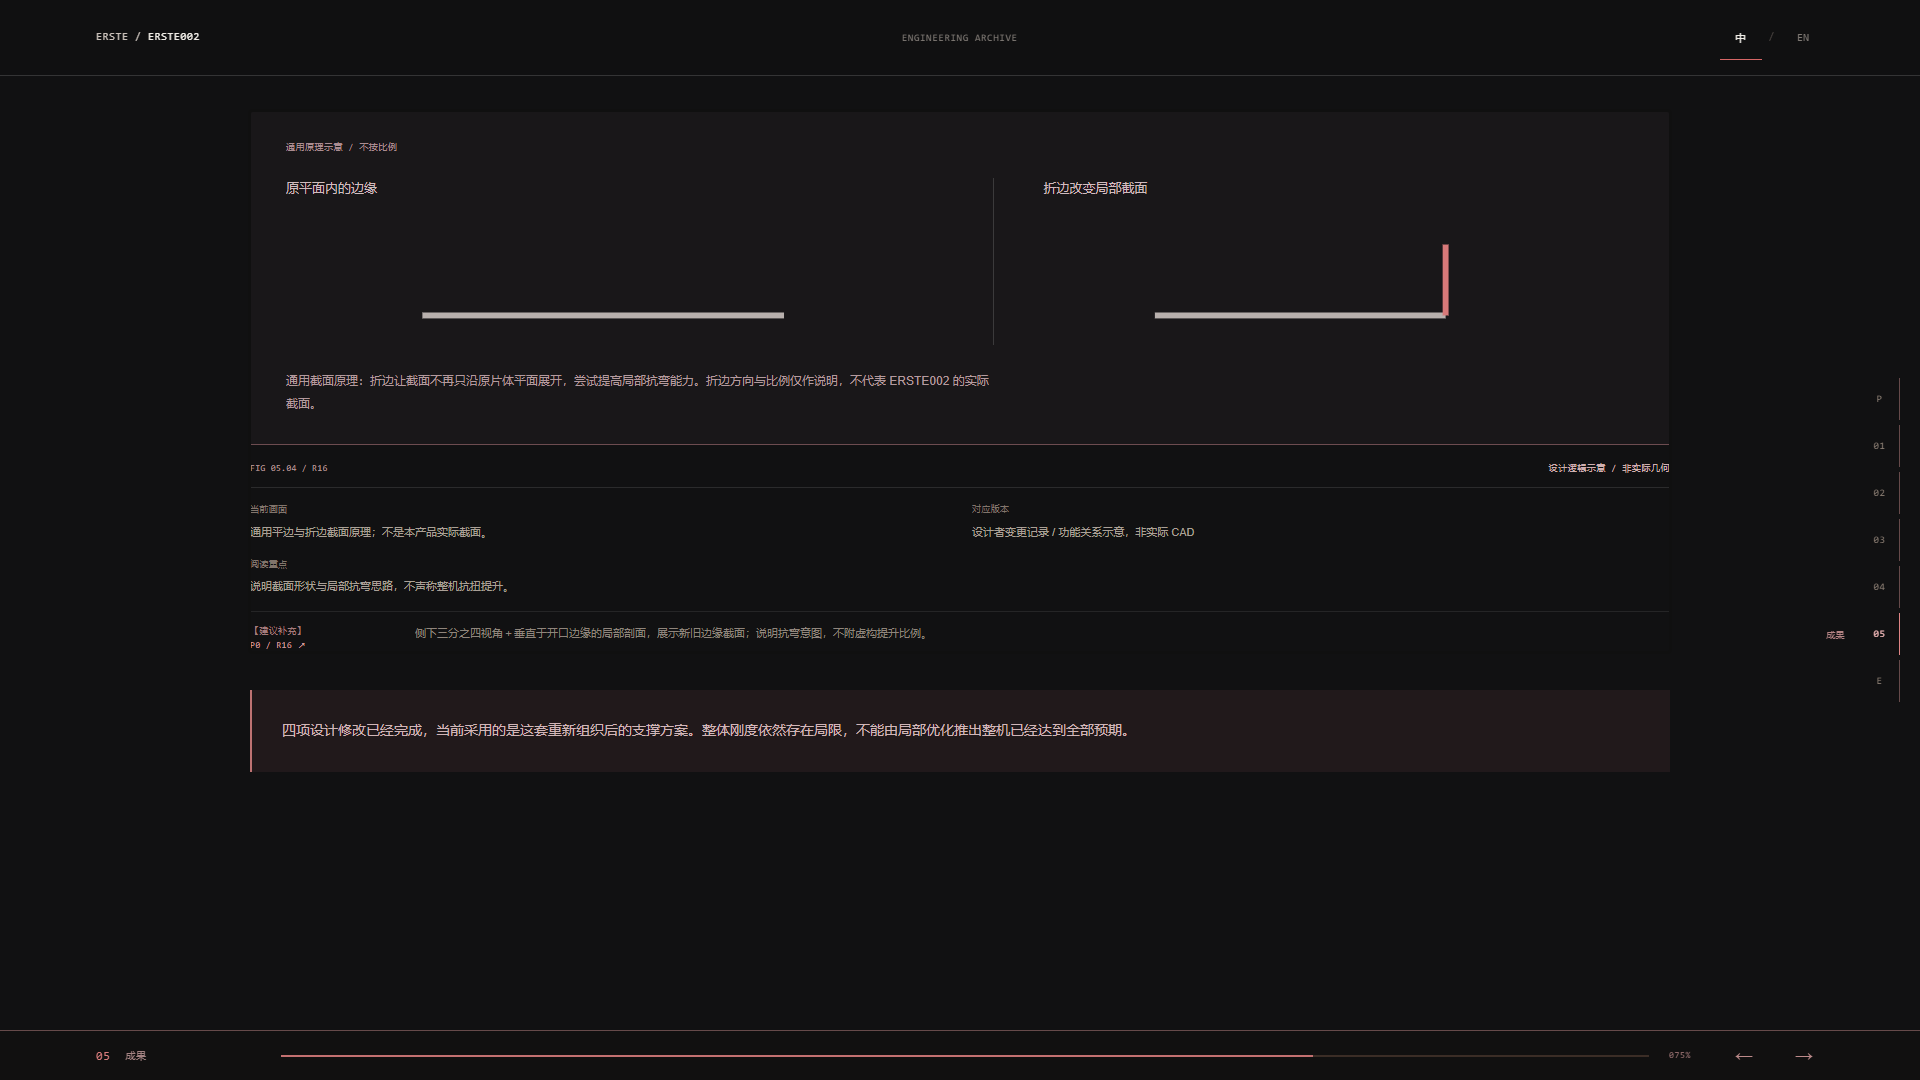 ERSTE / ERSTE002
ENGINEERING ARCHIVE
中 / EN
通用原理示意 / 不按比例
原平面内的边缘
折边改变局部截面
通用截面原理：折边让截面不再只沿原片体平面展开，尝试提高局部抗弯能力。折边方向与比例仅作说明，不代表 ERSTE002 的实际
截面。
FIG 05.04 / R16
设计逻辑示意 / 非实际几何
当前画面
通用平边与折边截面原理；不是本产品实际截面。
对应版本
设计者变更记录 / 功能关系示意，非实际 CAD
阅读重点
说明截面形状与局部抗弯思路，不声称整机抗扭提升。
【建议补充】
P0 / R16 ↗
侧下三分之四视角 + 垂直于开口边缘的局部剖面，展示新旧边缘截面；说明抗弯意图，不附虚构提升比例。
四项设计修改已经完成，当前采用的是这套重新组织后的支撑方案。整体刚度依然存在局限，不能由局部优化推出整机已经达到全部预期。
P
01
02
03
04
成果 05
E
05 成果
075%
← →